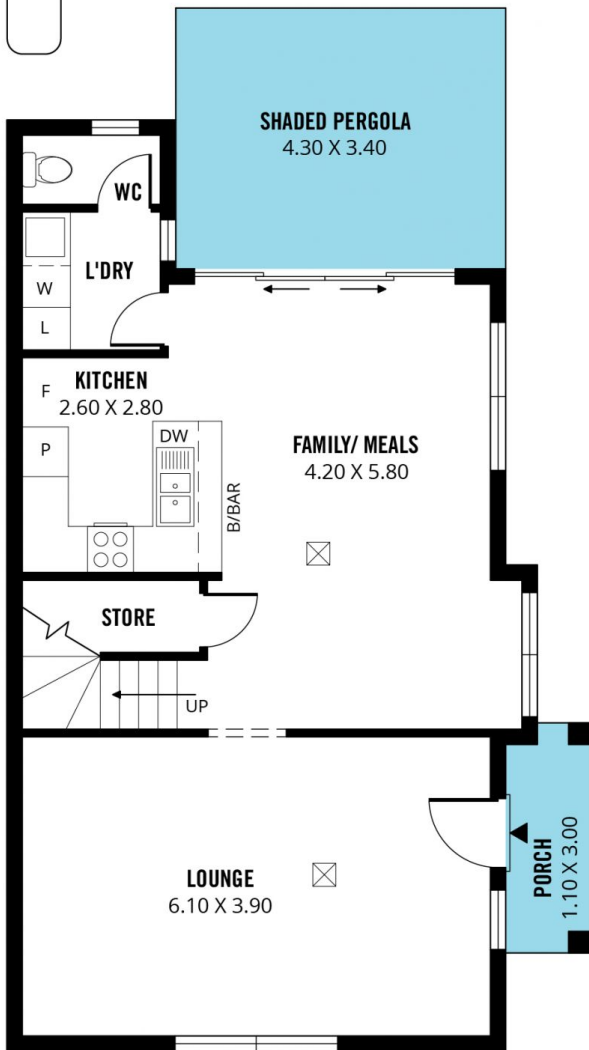 SHADED PERGOLA
4.30 X 3.40
WC
L'DRY
W
L
KITCHEN
2.60 X 2.80
F
P
DW
B/BAR
FAMILY/ MEALS
4.20 X 5.80
STORE
UP
LOUNGE
6.10 X 3.90
PORCH
1.10 X 3.00